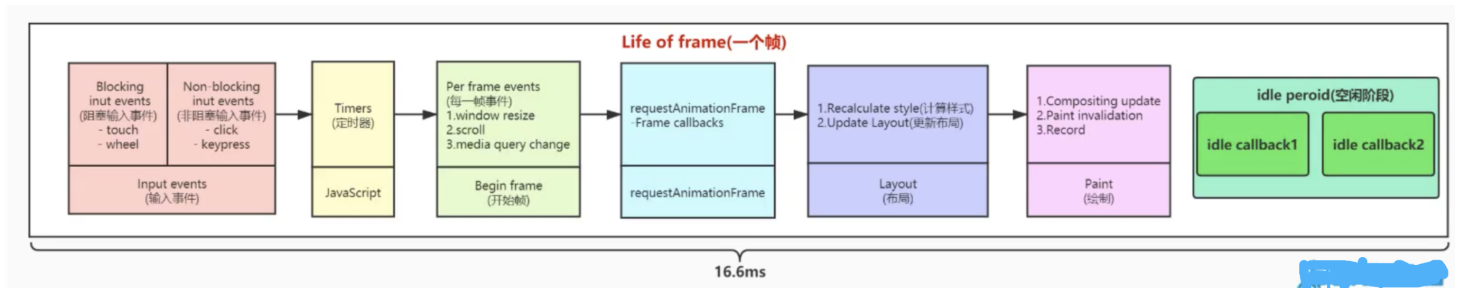 Life of frame(一个帧)
Blocking
inut events
(阻塞输入事件)
- touch
- wheel
Non-blocking
inut events
(非阻塞输入事件)
- click
- keypress
Input events
(输入事件)
Timers
(定时器)
JavaScript
Per frame events
(每一帧事件)
1.window resize
2.scroll
3.media query change
Begin frame
(开始帧)
requestAnimationFrame
-Frame callbacks
requestAnimationFrame
1.Recalculate style(计算样式)
2.Update Layout(更新布局)
Layout
(布局)
1.Compositing update
2.Paint invalidation
3.Record
Paint
(绘制)
idle peroid(空闲阶段)
idle callback1
idle callback2
16.6ms